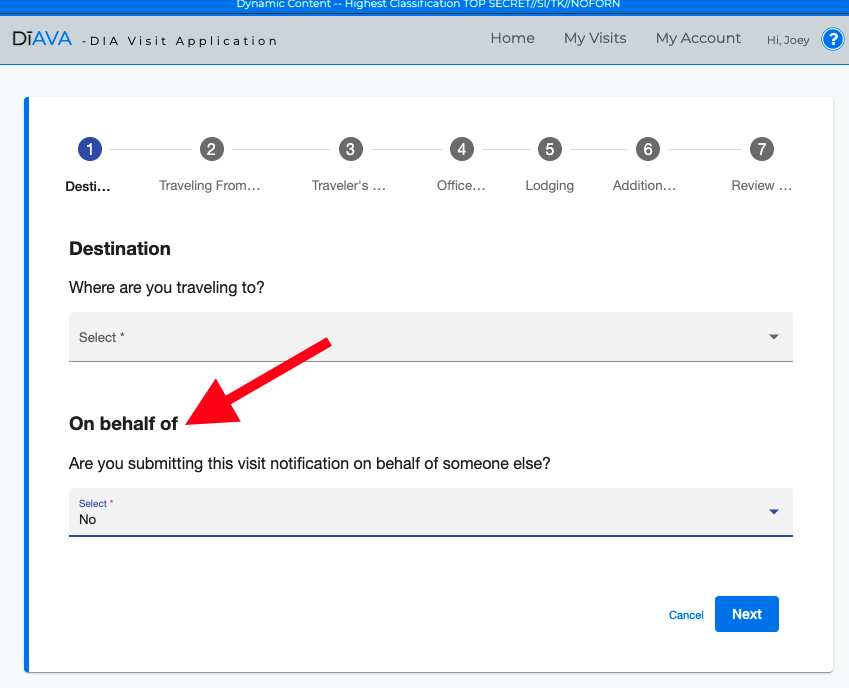 Dynamic Content -- Highest Classification TOP SECRET//SI/TK//NOFORN
DĪAVA -DIA Visit Application
Home My Visits My Account Hi, Joey ?
1 2 3 4 5 6 7
Desti... Traveling From... Traveler's ... Office... Lodging Addition... Review ...
Destination
Where are you traveling to?
Select *
On behalf of
Are you submitting this visit notification on behalf of someone else?
Select *
No
Cancel Next